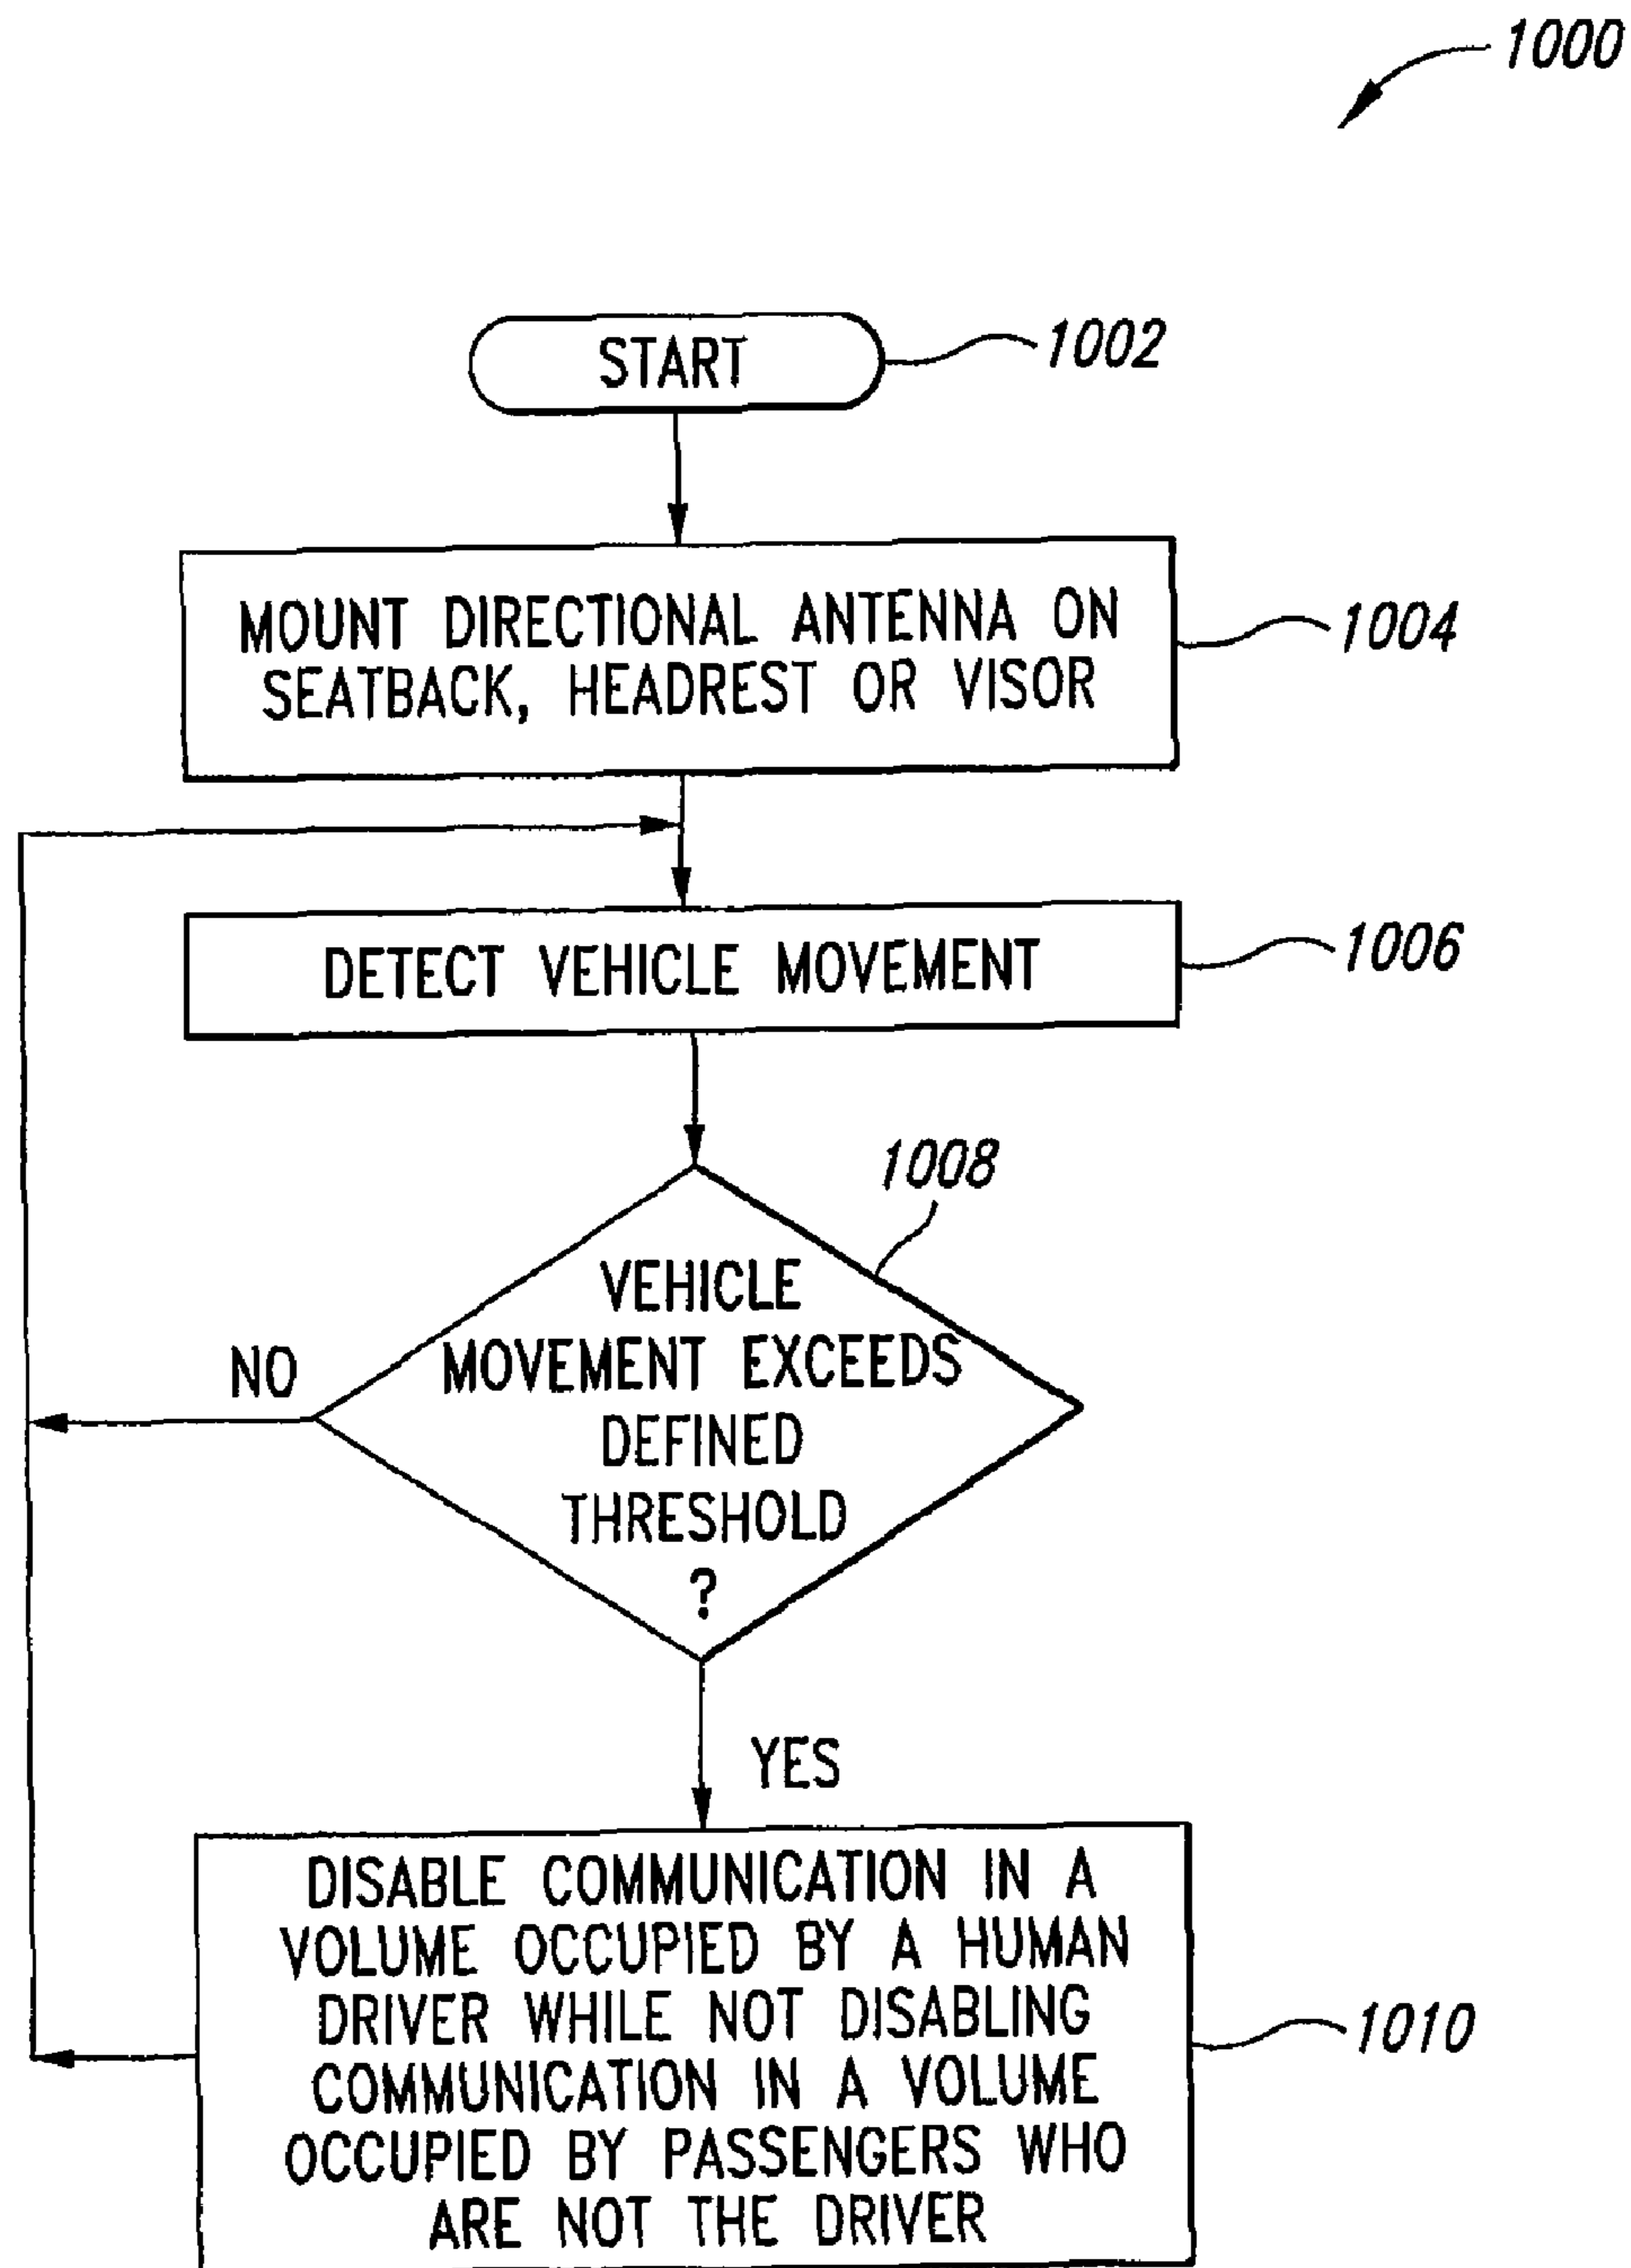 1000
START
1002
MOUNT DIRECTIONAL ANTENNA ON
SEATBACK, HEADREST OR VISOR
1004
DETECT VEHICLE MOVEMENT
1006
1008
VEHICLE
MOVEMENT EXCEEDS
DEFINED
THRESHOLD
?
NO
YES
DISABLE COMMUNICATION IN A
VOLUME OCCUPIED BY A HUMAN
DRIVER WHILE NOT DISABLING
COMMUNICATION IN A VOLUME
OCCUPIED BY PASSENGERS WHO
ARE NOT THE DRIVER
1010